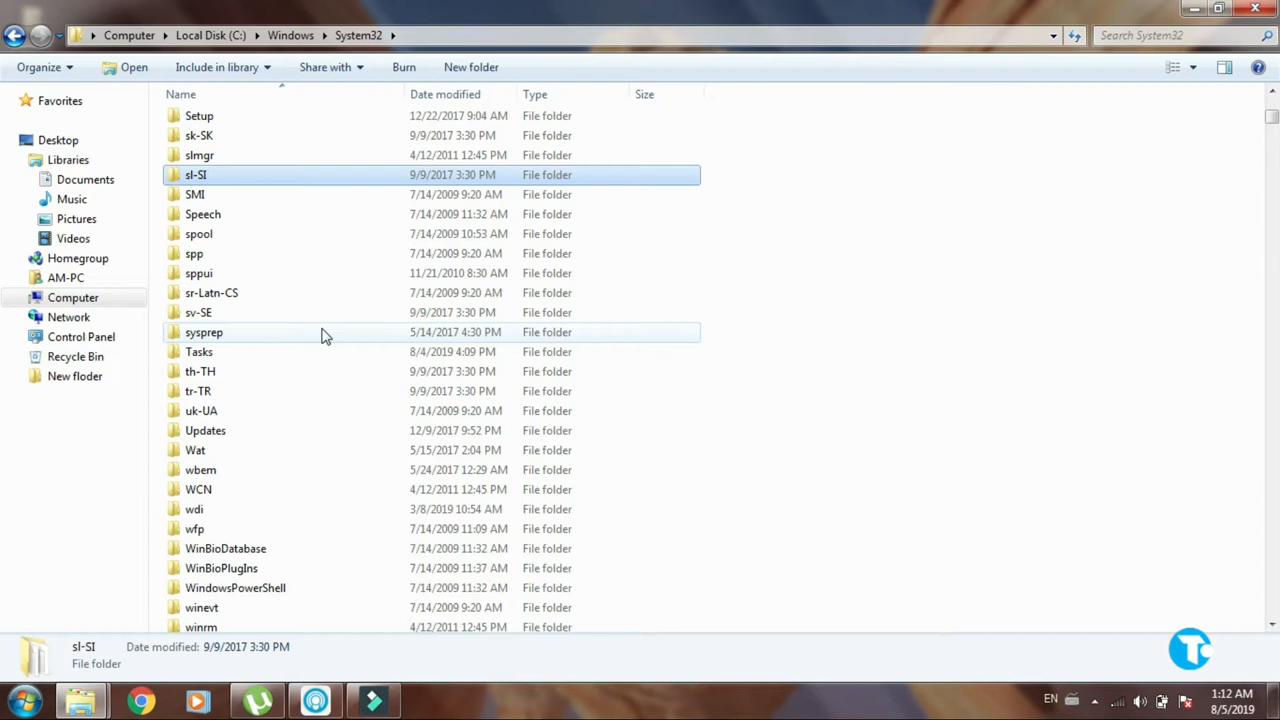 Computer Local Disk (C:) Windows System32 Search System32
Organize Open Include in library Share with Burn New folder
Favorites
Desktop
Libraries
Documents
Music
Pictures
Videos
Homegroup
AM-PC
Computer
Network
Control Panel
Recycle Bin
New floder
Name Date modified Type Size
Setup 12/22/2017 9:04 AM File folder
sk-SK 9/9/2017 3:30 PM File folder
slmgr 4/12/2011 12:45 PM File folder
sl-SI 9/9/2017 3:30 PM File folder
SMI 7/14/2009 9:20 AM File folder
Speech 7/14/2009 11:32 AM File folder
spool 7/14/2009 10:53 AM File folder
spp 7/14/2009 9:20 AM File folder
sppui 11/21/2010 8:30 AM File folder
sr-Latn-CS 7/14/2009 9:20 AM File folder
sv-SE 9/9/2017 3:30 PM File folder
sysprep 5/14/2017 4:30 PM File folder
Tasks 8/4/2019 4:09 PM File folder
th-TH 9/9/2017 3:30 PM File folder
tr-TR 9/9/2017 3:30 PM File folder
uk-UA 7/14/2009 9:20 AM File folder
Updates 12/9/2017 9:52 PM File folder
Wat 5/15/2017 2:04 PM File folder
wbem 5/24/2017 12:29 AM File folder
WCN 4/12/2011 12:45 PM File folder
wdi 3/8/2019 10:54 AM File folder
wfp 7/14/2009 11:09 AM File folder
WinBioDatabase 7/14/2009 11:32 AM File folder
WinBioPlugIns 7/14/2009 11:37 AM File folder
WindowsPowerShell 7/14/2009 11:32 AM File folder
winevt 7/14/2009 9:20 AM File folder
winrm 4/12/2011 12:45 PM File folder
sl-SI Date modified: 9/9/2017 3:30 PM
File folder
EN 1:12 AM
8/5/2019